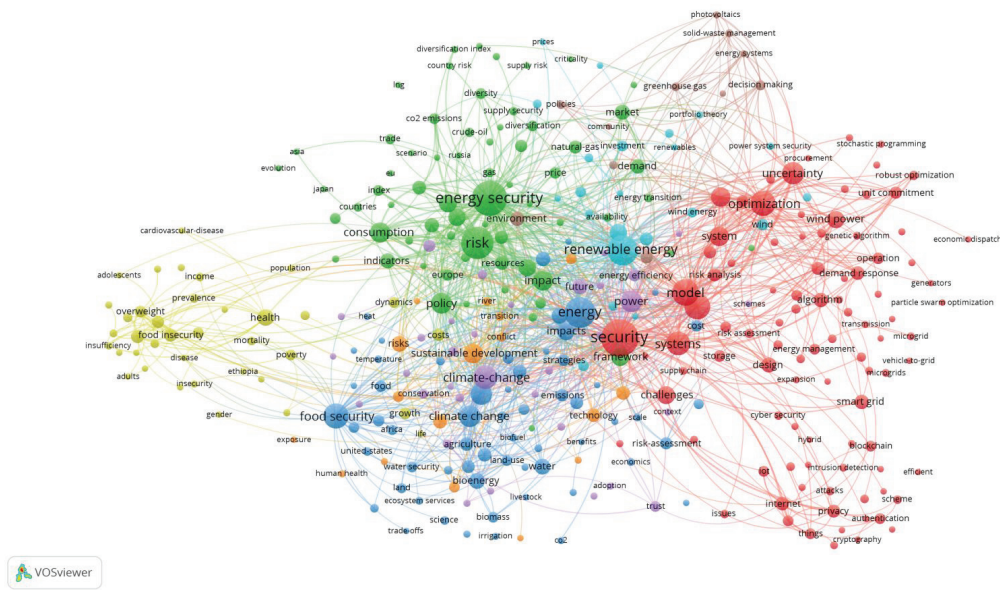 photovoltaics
solid-waste management
prices
diversification index
energy systems
criticality
country risk
supply risk
lng
greenhouse gas
decision making
diversity
policies
supply security
market
portfolio theory
co2 emissions
diversification
community
crude-oil
trade
natural-gas
investment
renewables
power system security
stochastic programming
asia
scenario
russia
procurement
evolution
eu
gas
price
demand
uncertainty
robust optimization
japan
index
energy security
energy transition
optimization
unit commitment
countries
environment
availability
wind energy
wind power
cardiovascular-disease
consumption
risk
wind
genetic algorithm
system
economic dispatch
renewable energy
operation
indicators
resources
population
europe
energy efficiency
risk analysis
demand response
adolescents
income
impact
future
generators
prevalence
dynamics
river
model
overweight
policy
power
algorithm
particle swarm optimization
heat
transition
energy
schemes
health
costs
impacts
cost
transmission
food insecurity
conflict
security
risk assessment
microgrid
insufficiency
mortality
risks
systems
energy management
sustainable development
framework
disease
poverty
temperature
strategies
storage
design
vehicle-to-grid
ethiopia
supply chain
microgrids
adults
insecurity
climate-change
expansion
food
conservation
emissions
challenges
smart grid
gender
food security
growth
climate change
technology
context
cyber security
africa
life
biofuel
scale
exposure
agriculture
benefits
risk-assessment
hybrid
blockchain
united-states
land-use
economics
human health
water security
water
iot
intrusion detection
efficient
bioenergy
land
adoption
attacks
ecosystem services
livestock
trust
internet
privacy
scheme
science
biomass
issues
authentication
trade-offs
irrigation
co2
things
cryptography
VOSviewer